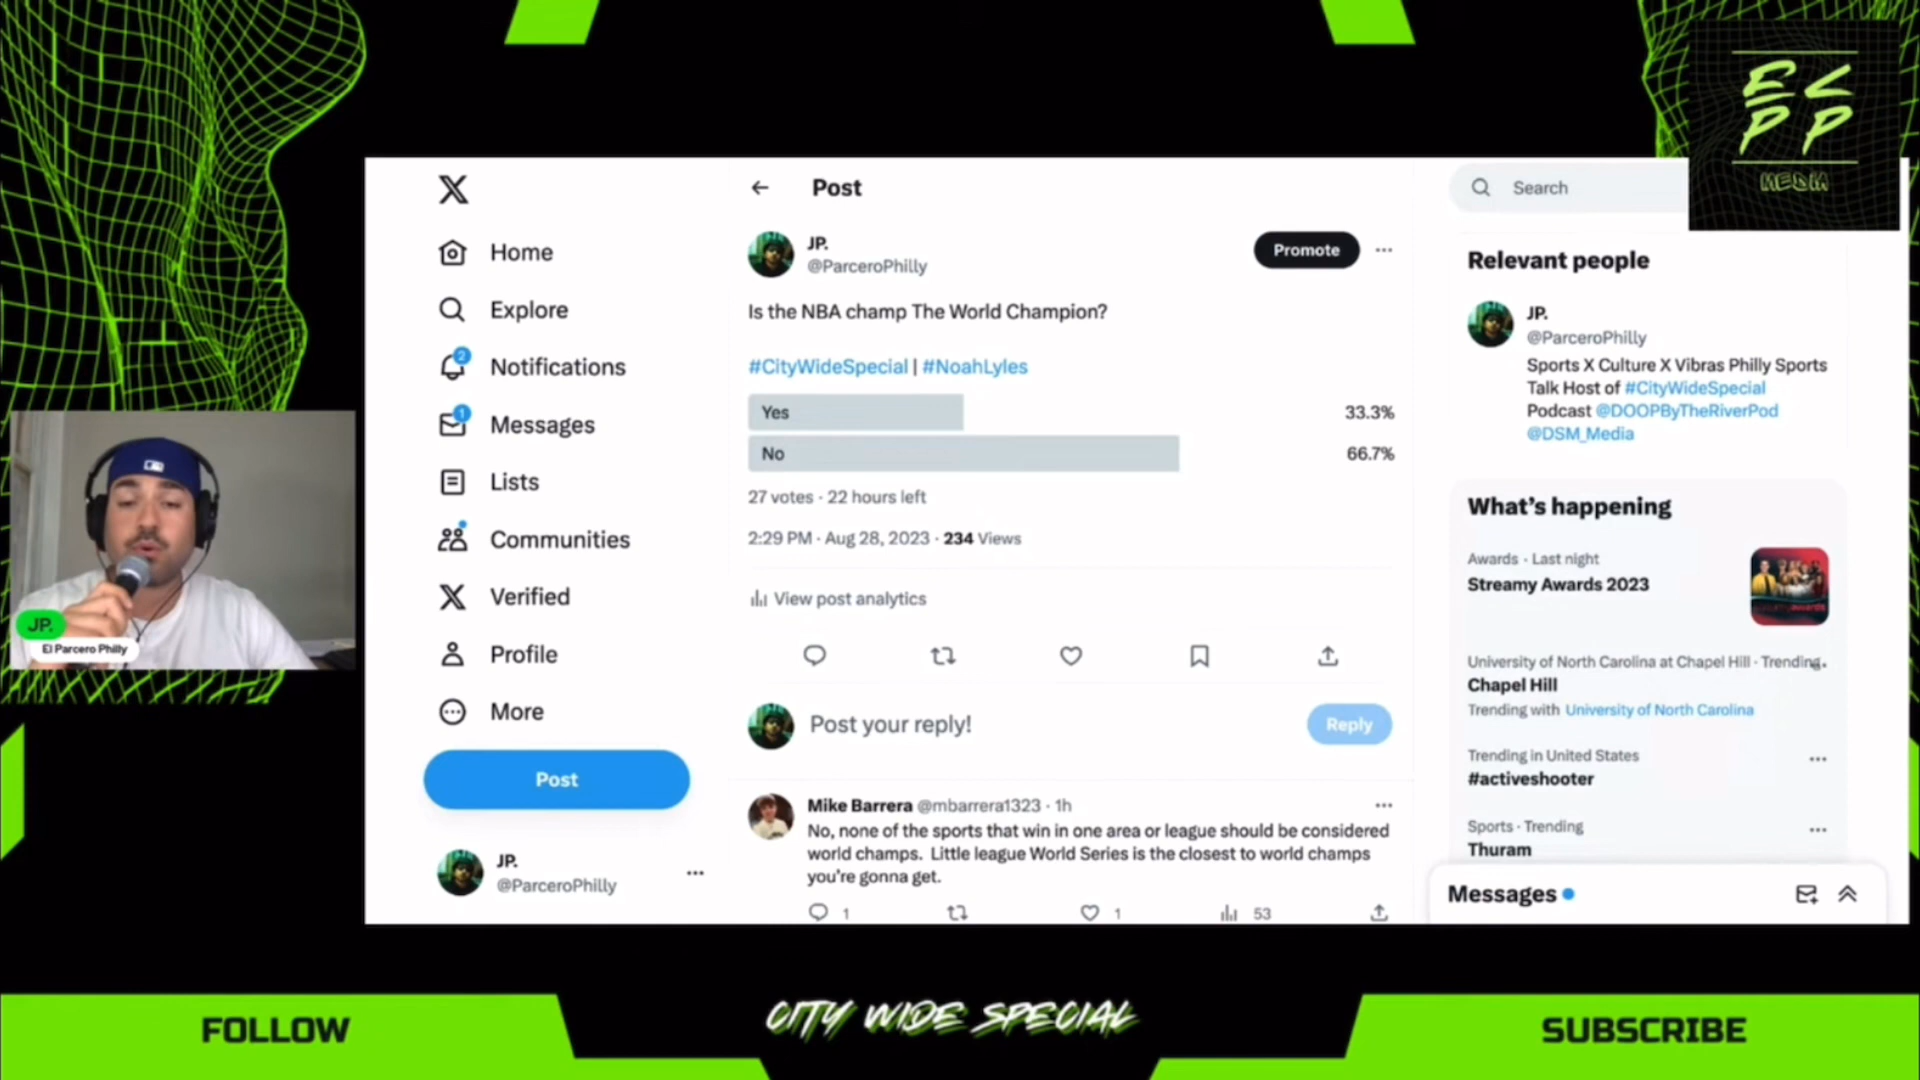 EC
PP
MEDIA
X
Home
Explore
2
Notifications
1
Messages
Lists
Communities
Verified
Profile
More
Post
JP.
@ParceroPhilly
Post
JP.
@ParceroPhilly
Promote
Is the NBA champ The World Champion?
#CityWideSpecial | #NoahLyles
Yes 33.3%
No 66.7%
27 votes · 22 hours left
2:29 PM · Aug 28, 2023 · 234 Views
View post analytics
Post your reply!
Reply
Mike Barrera @mbarrera1323 · 1h
No, none of the sports that win in one area or league should be considered
world champs. Little league World Series is the closest to world champs
you're gonna get.
1 1 53
Search
Relevant people
JP.
@ParceroPhilly
Sports X Culture X Vibras Philly Sports
Talk Host of #CityWideSpecial
Podcast @DOOPByTheRiverPod
@DSM_Media
What's happening
Awards · Last night
Streamy Awards 2023
University of North Carolina at Chapel Hill · Trending
Chapel Hill
Trending with University of North Carolina
Trending in United States
#activeshooter
Sports · Trending
Thuram
Messages
JP.
El Parcero Philly
FOLLOW
CITY WIDE SPECIAL
SUBSCRIBE